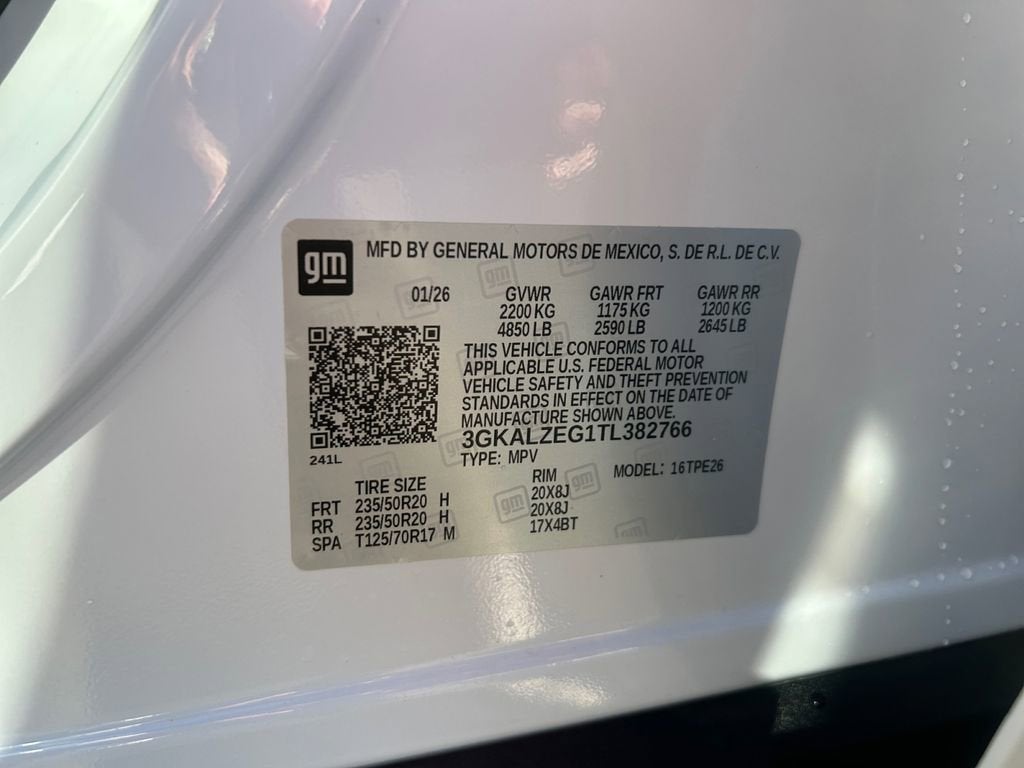 gm MFD BY GENERAL MOTORS DE MEXICO, S. DE R.L. DE C.V.
01/26 GVWR GAWR FRT GAWR RR
2200 KG 1175 KG 1200 KG
4850 LB 2590 LB 2645 LB
THIS VEHICLE CONFORMS TO ALL
APPLICABLE U.S. FEDERAL MOTOR
VEHICLE SAFETY AND THEFT PREVENTION
STANDARDS IN EFFECT ON THE DATE OF
MANUFACTURE SHOWN ABOVE.
3GKALZEG1TL382766
241L
TYPE: MPV MODEL: 16TPE26
TIRE SIZE RIM
FRT 235/50R20 H 20X8J
RR 235/50R20 H 20X8J
SPA T125/70R17 M 17X4BT